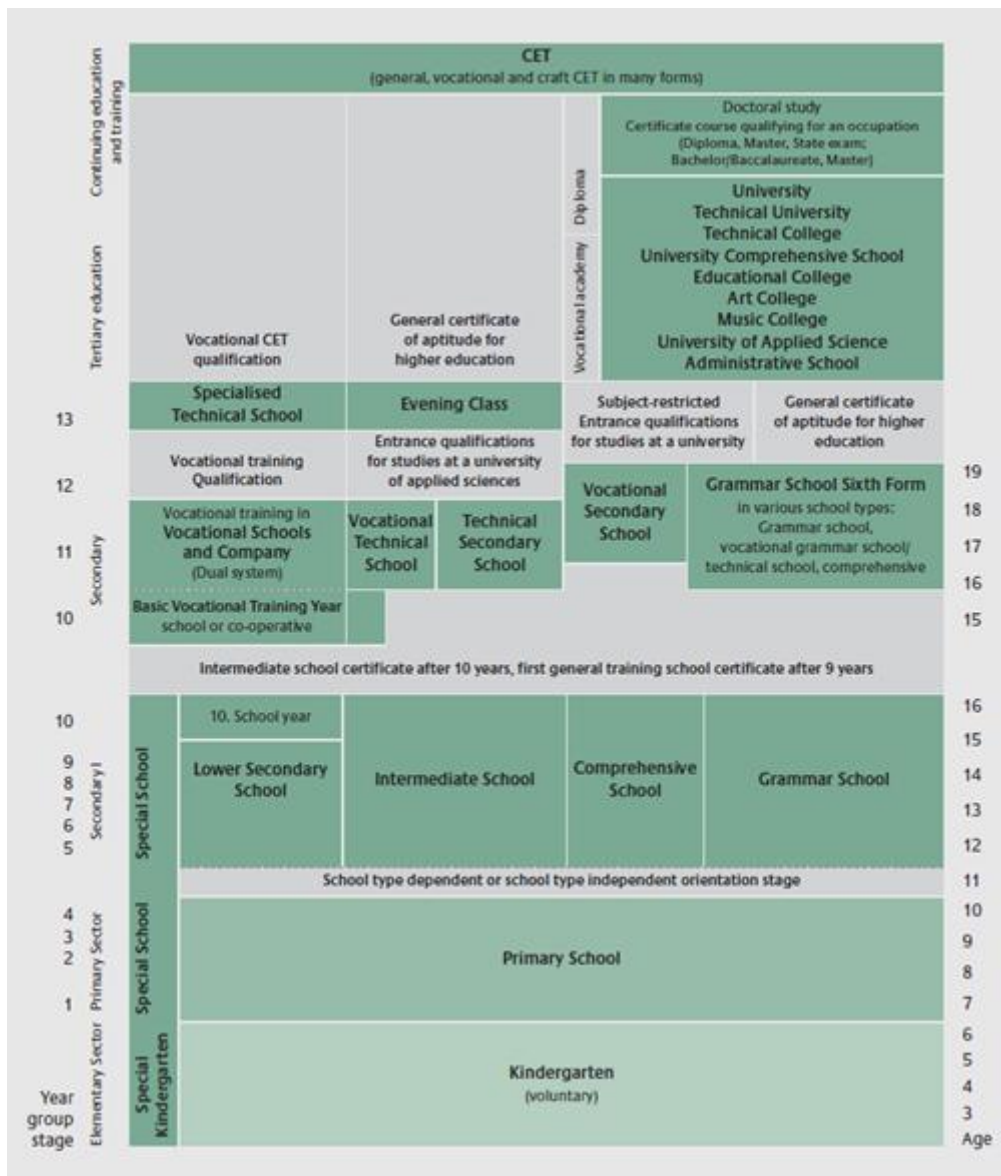 CET
(general, vocational and craft CET in many forms)
Continuing education
and training
Doctoral study
Certificate course qualifying for an occupation
(Diploma, Master, State exam;
Bachelor/Baccalaureate, Master)
Diploma
University
Technical University
Technical College
University Comprehensive School
Educational College
Art College
Music College
University of Applied Science
Administrative School
Tertiary education
Vocational academy
Vocational CET
qualification
General certificate
of aptitude for
higher education
13
Specialised
Technical School
Evening Class
Subject-restricted
Entrance qualifications
for studies at a university
General certificate
of aptitude for higher
education
Vocational training
Qualification
Entrance qualifications
for studies at a university
of applied sciences
12
19
Secondary
Vocational training in
Vocational Schools
and Company
(Dual system)
Vocational
Technical
School
Technical
Secondary
School
Vocational
Secondary
School
Grammar School Sixth Form
in various school types:
Grammar school,
vocational grammar school/
technical school, comprehensive
18
11
17
16
10
Basic Vocational Training Year
school or co-operative
15
Intermediate school certificate after 10 years, first general training school certificate after 9 years
10
10. School year
16
15
Secondary I
Special School
9
8
7
6
5
Lower Secondary
School
Intermediate School
Comprehensive
School
Grammar School
14
13
12
School type dependent or school type independent orientation stage
11
4
3
2
1
Primary Sector
Special School
Primary School
10
9
8
7
Elementary Sector
Special
Kindergarten
Kindergarten
(voluntary)
6
5
4
3
Year
group
stage
Age